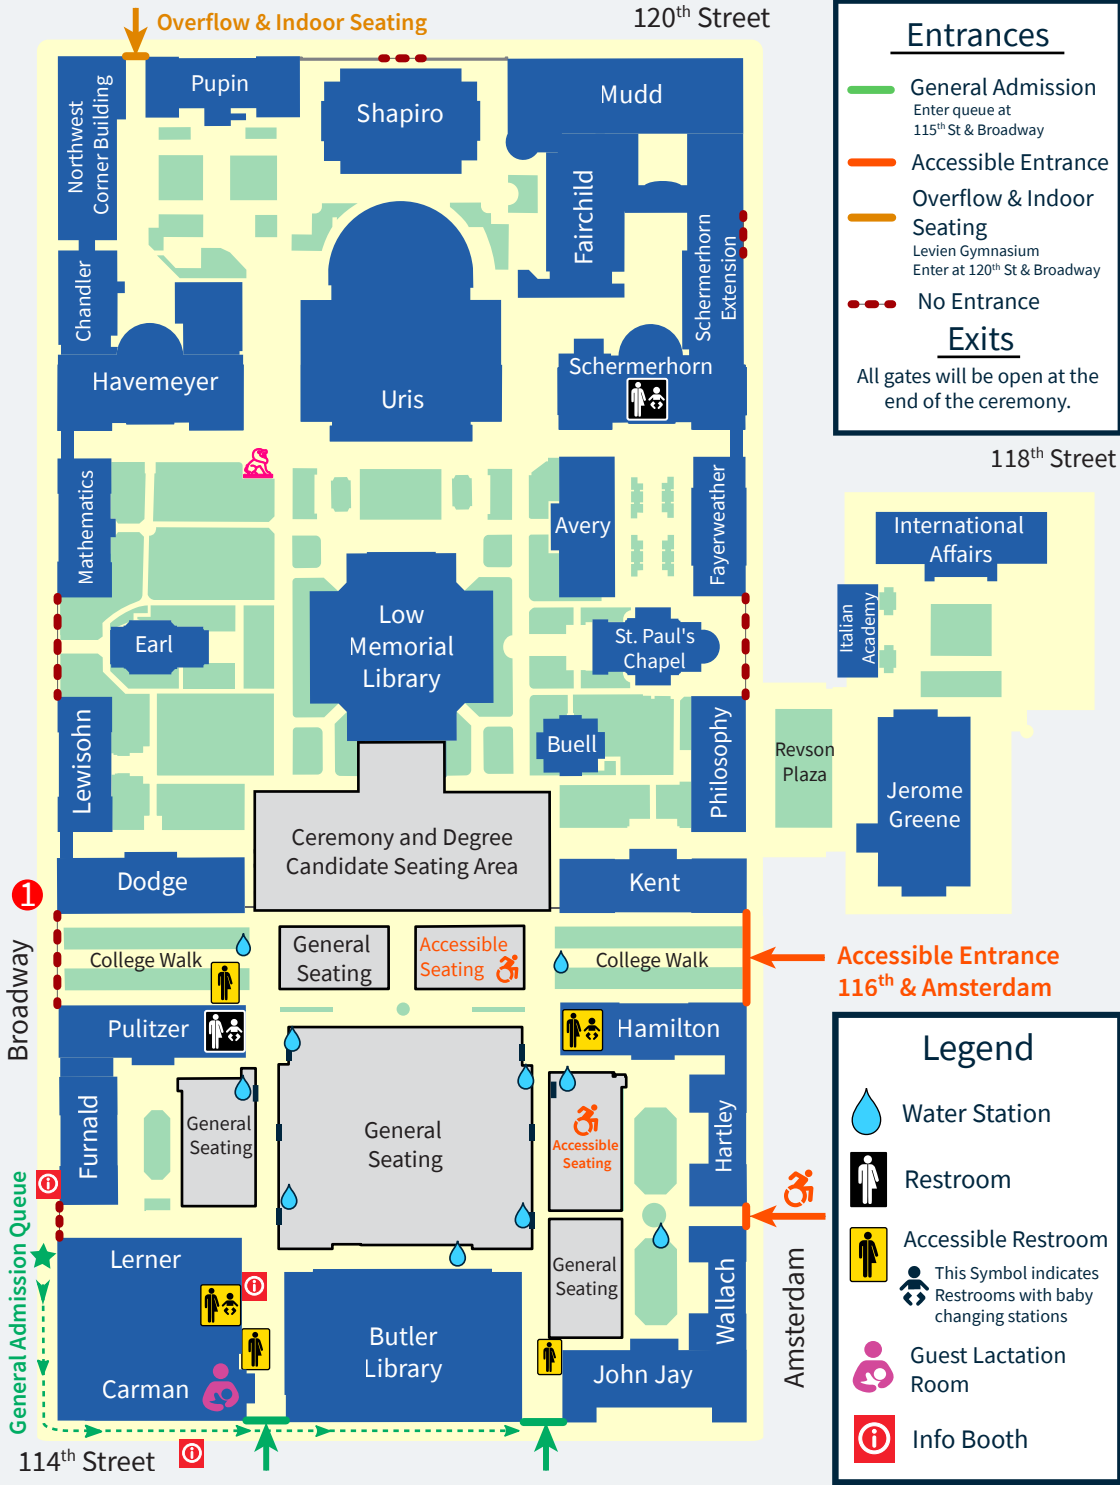 Overflow & Indoor Seating
120th Street
Entrances
General Admission
Enter queue at
115th St & Broadway
Accessible Entrance
Overflow & Indoor
Seating
Levien Gymnasium
Enter at 120th St & Broadway
No Entrance
Exits
All gates will be open at the
end of the ceremony.
118th Street
Northwest
Corner Building
Pupin
Shapiro
Mudd
Fairchild
Schermerhorn
Extension
Chandler
Havemeyer
Uris
Schermerhorn
Mathematics
Avery
Fayerweather
International
Affairs
Italian
Academy
Earl
Low
Memorial
Library
St. Paul's
Chapel
Lewisohn
Buell
Philosophy
Revson
Plaza
Jerome
Greene
Ceremony and Degree
Candidate Seating Area
Dodge
Kent
1
Broadway
College Walk
General
Seating
Accessible
Seating
College Walk
Accessible Entrance
116th & Amsterdam
Pulitzer
Hamilton
Furnald
General
Seating
General
Seating
Accessible
Seating
Hartley
General Admission Queue
Lerner
General
Seating
Wallach
Amsterdam
Butler
Library
Carman
John Jay
114th Street
Legend
Water Station
Restroom
Accessible Restroom
This Symbol indicates
Restrooms with baby
changing stations
Guest Lactation
Room
Info Booth